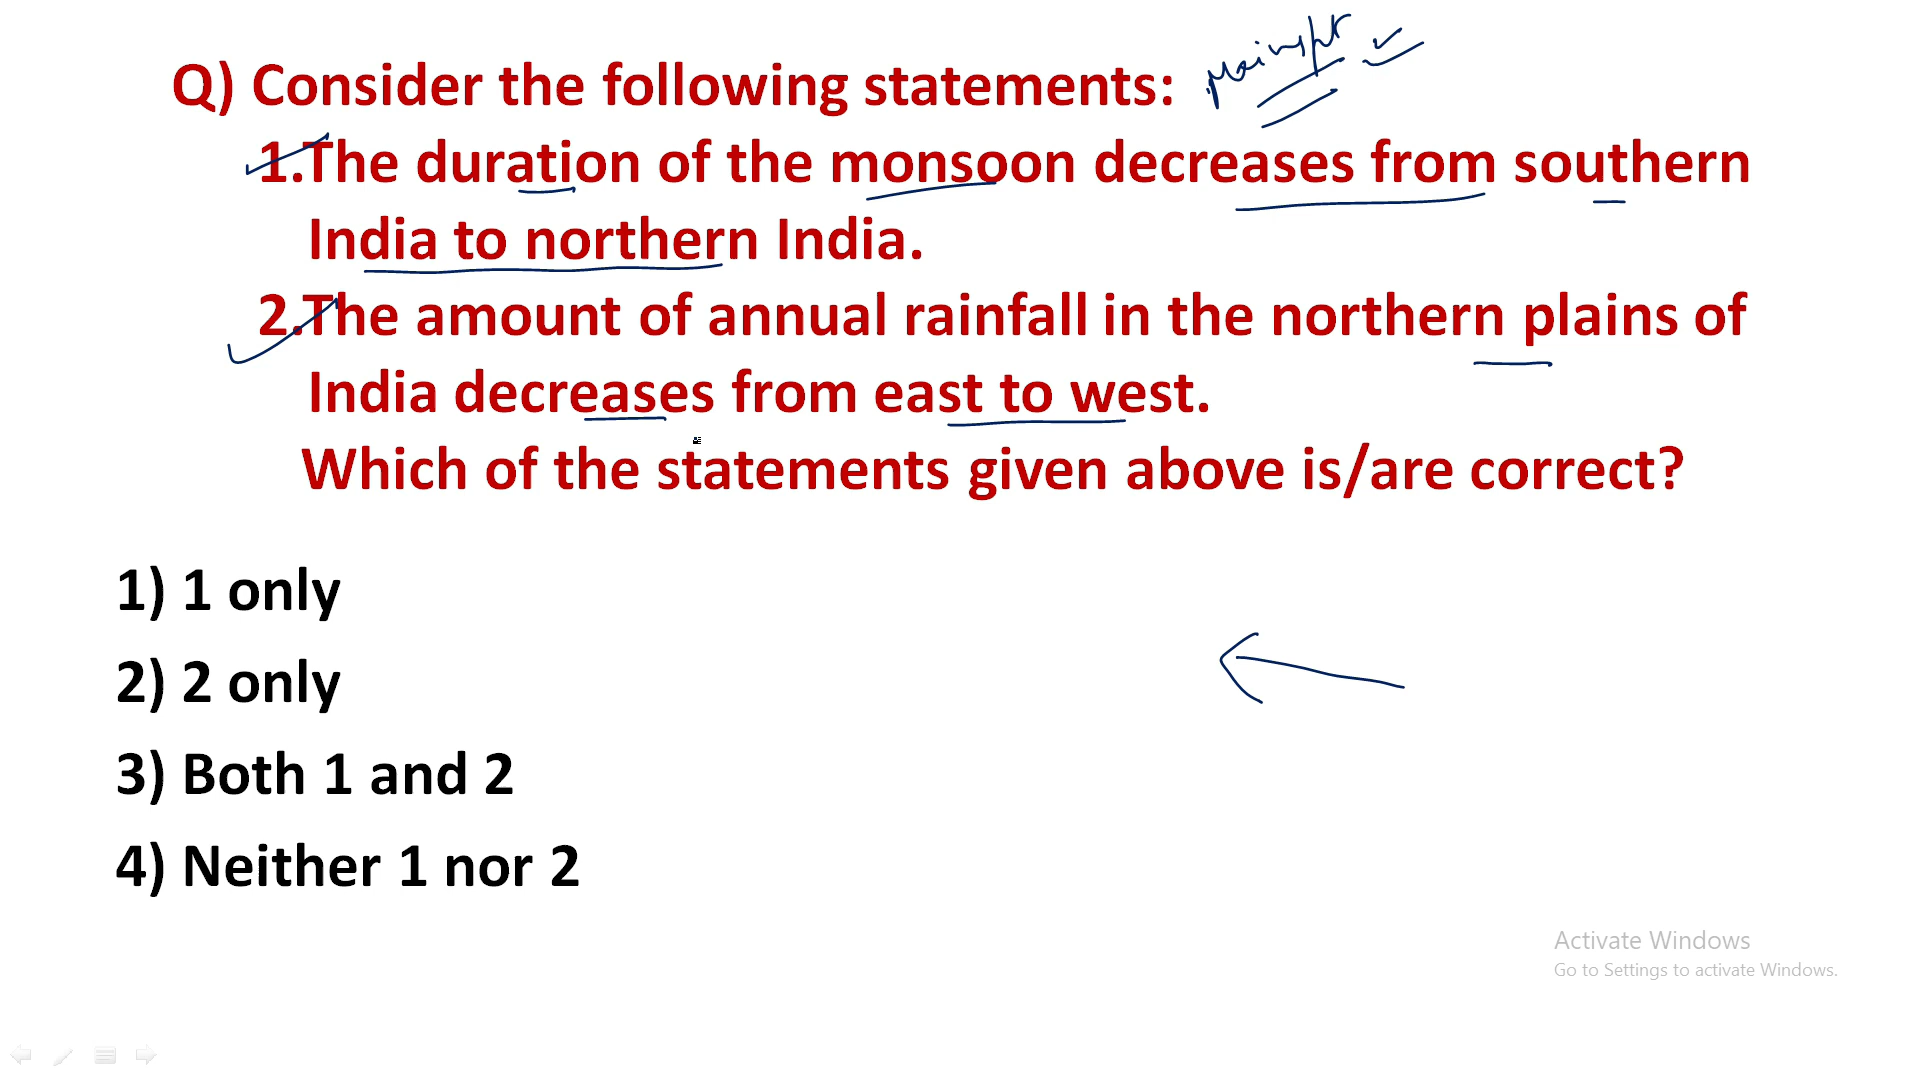 Q) Consider the following statements:
1.The duration of the monsoon decreases from southern
India to northern India.
2.The amount of annual rainfall in the northern plains of
India decreases from east to west.
Which of the statements given above is/are correct?
1) 1 only
2) 2 only
3) Both 1 and 2
4) Neither 1 nor 2
Activate Windows
Go to Settings to activate Windows.